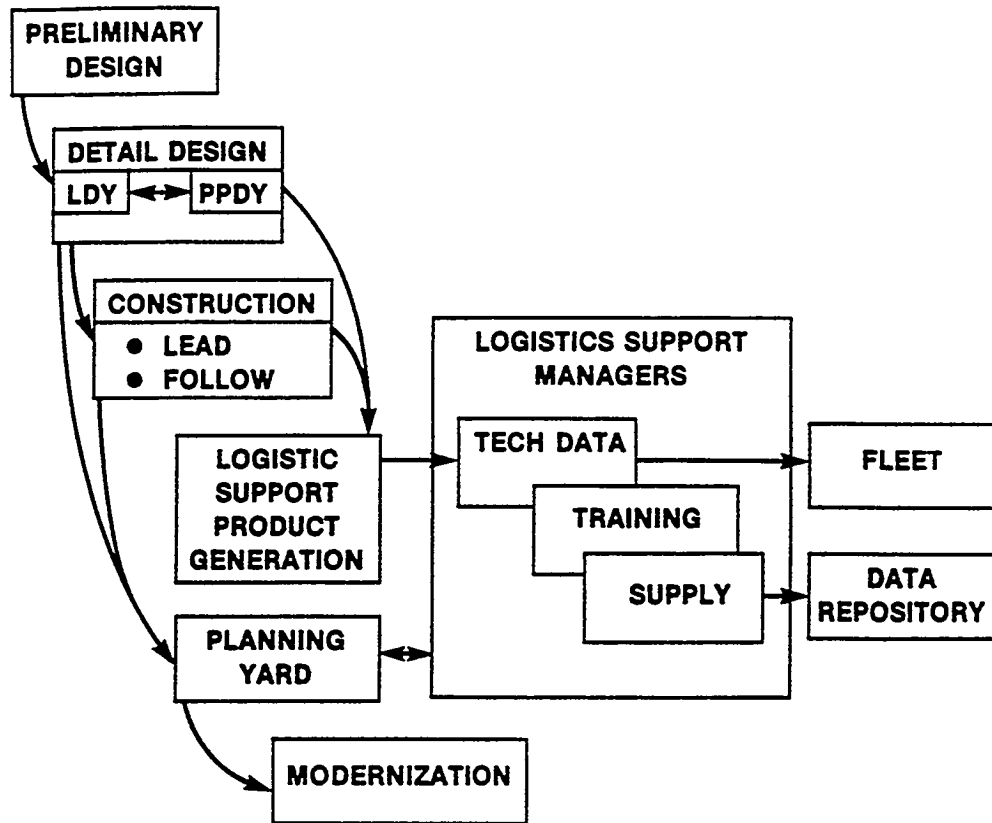 PRELIMINARY
DESIGN
DETAIL DESIGN
LDY
PPDY
CONSTRUCTION
● LEAD
● FOLLOW
LOGISTIC
SUPPORT
PRODUCT
GENERATION
LOGISTICS SUPPORT
MANAGERS
TECH DATA
TRAINING
SUPPLY
FLEET
DATA
REPOSITORY
PLANNING
YARD
MODERNIZATION